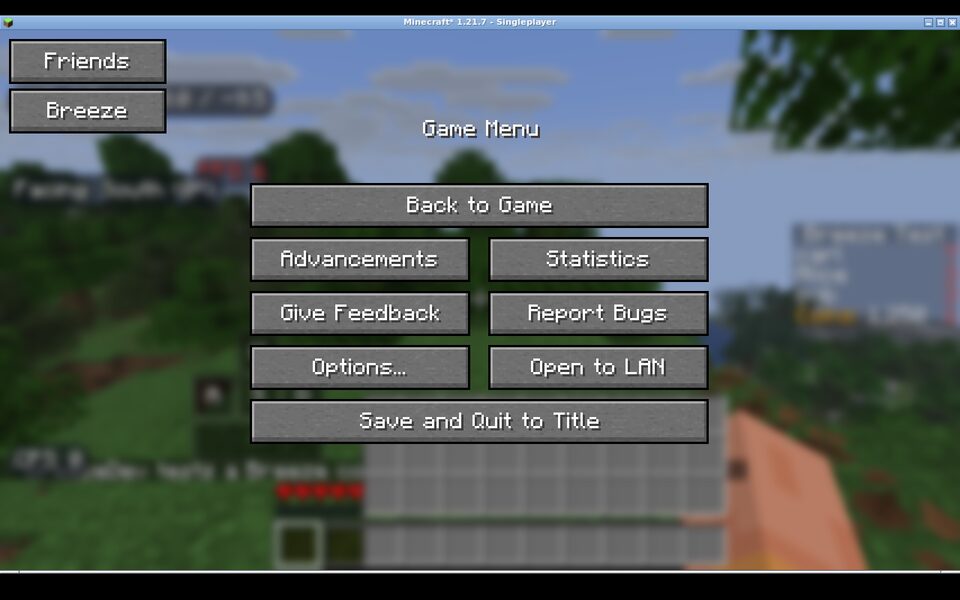 Minecraft* 1.21.7 - Singleplayer
Friends
Breeze
Game Menu
Back to Game
Advancements
Statistics
Give Feedback
Report Bugs
Options...
Open to LAN
Save and Quit to Title